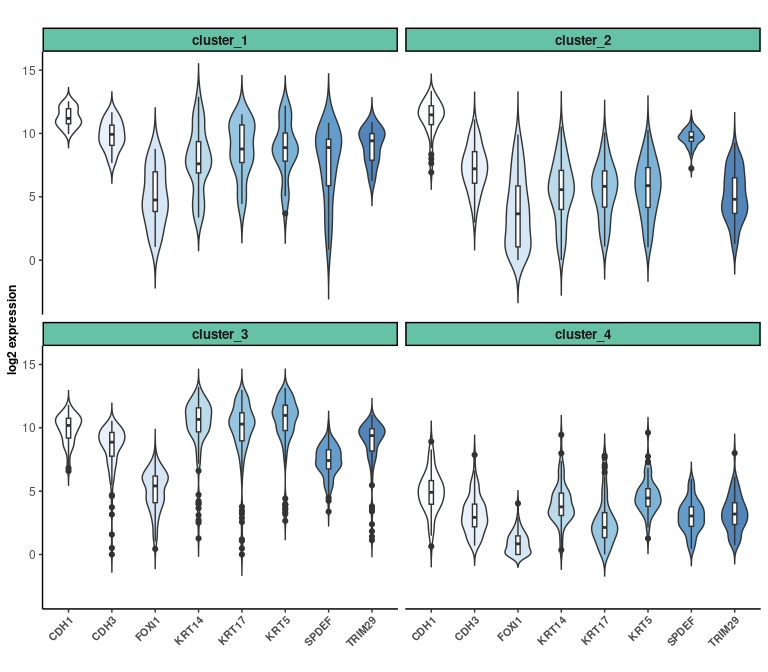 cluster_1
cluster_2
15
10
5
0
log2 expression
cluster_3
cluster_4
15
10
5
0
CDH1
CDH3
FOXI1
KRT14
KRT17
KRT5
SPDEF
TRIM29
CDH1
CDH3
FOXI1
KRT14
KRT17
KRT5
SPDEF
TRIM29